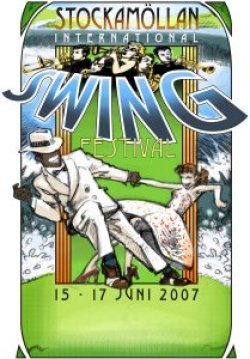 STOCKAMÖLLAN
INTERNATIONAL
SWING
FESTIVAL
15 - 17 JUNI 2007